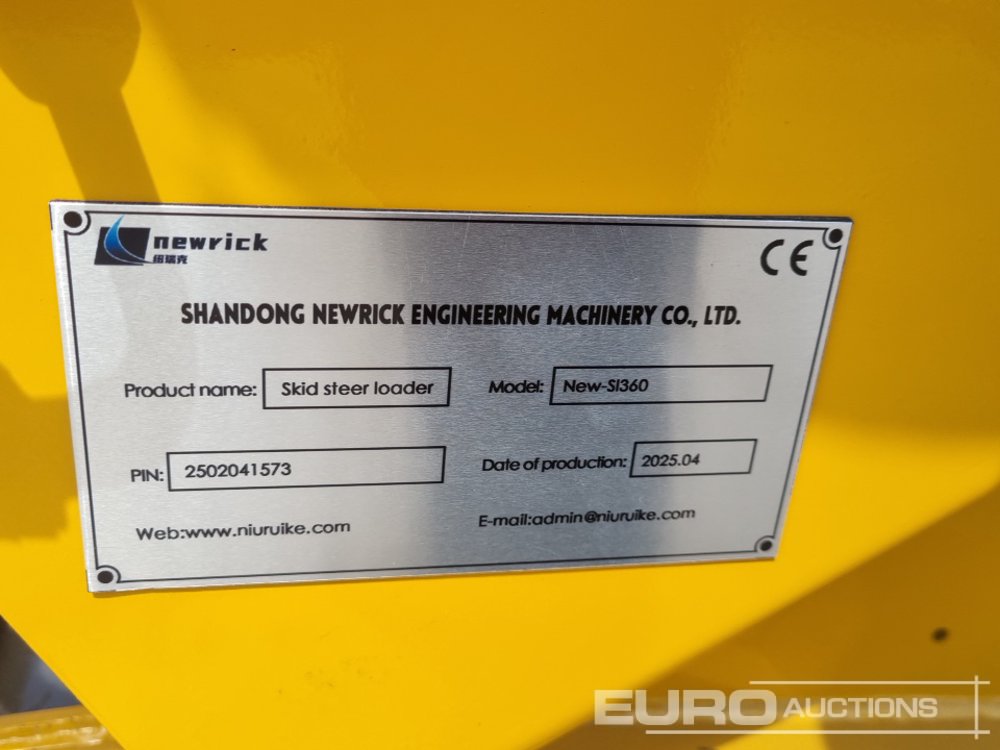 newrick
纽瑞克
CE
SHANDONG NEWRICK ENGINEERING MACHINERY CO., LTD.
Product name: Skid steer loader Model: New-Sl360
PIN: 2502041573 Date of production: 2025.04
Web:www.niuruike.com E-mail:admin@niuruike.com
EURO AUCTIONS